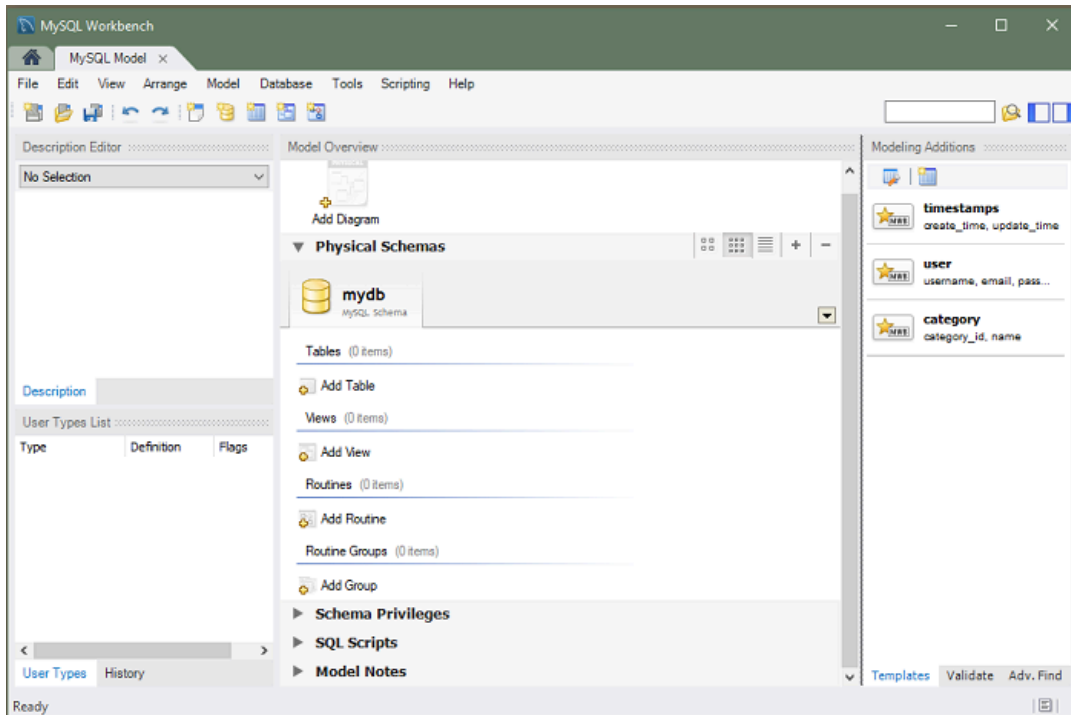 MySQL Workbench
MySQL Model
File Edit View Arrange Model Database Tools Scripting Help
Description Editor
No Selection
Description
User Types List
Type Definition Flags
User Types History
Model Overview
Add Diagram
Physical Schemas
mydb
MySQL Schema
Tables (0 items)
Add Table
Views (0 items)
Add View
Routines (0 items)
Add Routine
Routine Groups (0 items)
Add Group
Schema Privileges
SQL Scripts
Model Notes
Modeling Additions
timestamps
create_time, update_time
user
username, email, pass...
category
category_id, name
Templates Validate Adv. Find
Ready